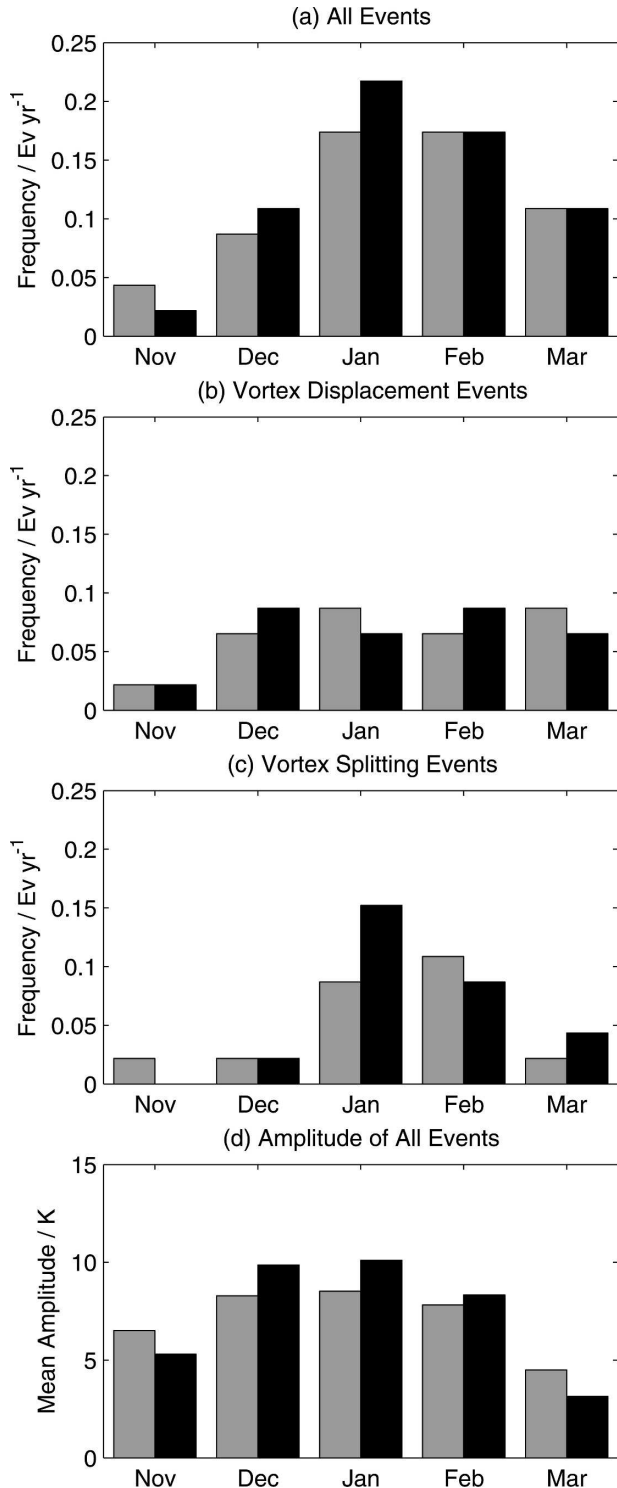 (a) All Events
Frequency / Ev yr-1
0.25
0.2
0.15
0.1
0.05
0
Nov Dec Jan Feb Mar
(b) Vortex Displacement Events
Frequency / Ev yr-1
0.25
0.2
0.15
0.1
0.05
0
Nov Dec Jan Feb Mar
(c) Vortex Splitting Events
Frequency / Ev yr-1
0.25
0.2
0.15
0.1
0.05
0
Nov Dec Jan Feb Mar
(d) Amplitude of All Events
Mean Amplitude / K
15
10
5
0
Nov Dec Jan Feb Mar